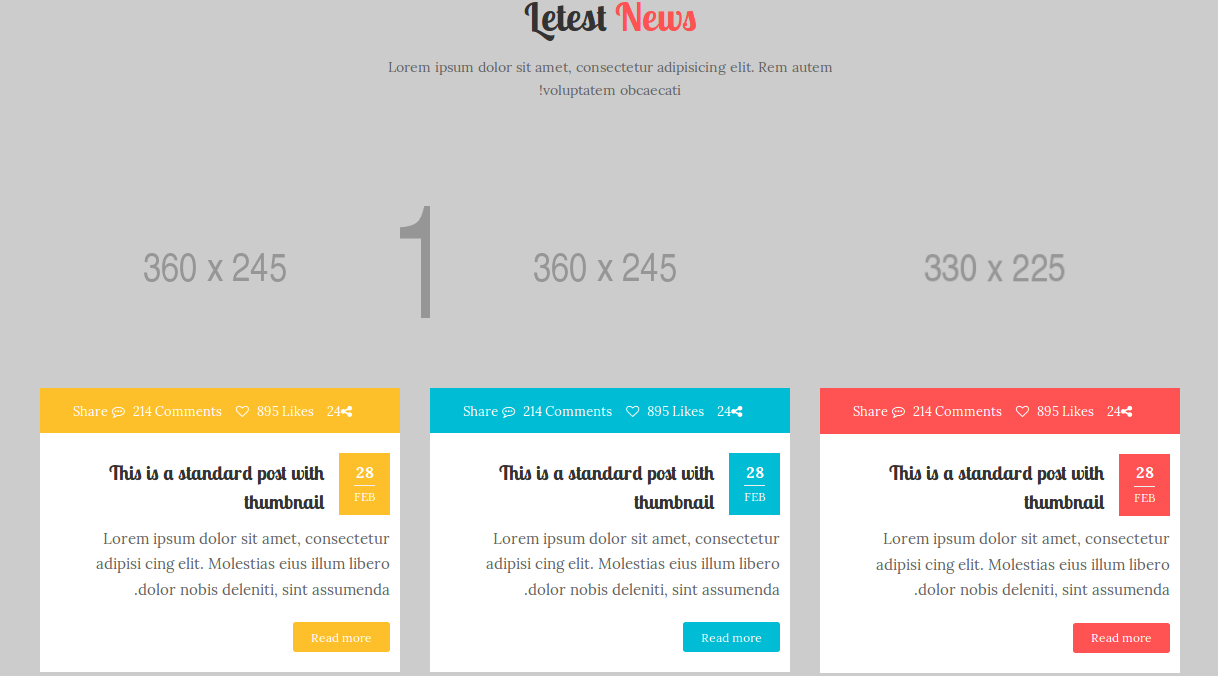 Letest News
Lorem ipsum dolor sit amet, consectetur adipisicing elit. Rem autem
!voluptatem obcaecati
1
360 x 245
360 x 245
330 x 225
Share 214 Comments 895 Likes 24
28
FEB
This is a standard post with
thumbnail
Lorem ipsum dolor sit amet, consectetur
adipisi cing elit. Molestias eius illum libero
.dolor nobis deleniti, sint assumenda
Read more
Share 214 Comments 895 Likes 24
28
FEB
This is a standard post with
thumbnail
Lorem ipsum dolor sit amet, consectetur
adipisi cing elit. Molestias eius illum libero
.dolor nobis deleniti, sint assumenda
Read more
Share 214 Comments 895 Likes 24
28
FEB
This is a standard post with
thumbnail
Lorem ipsum dolor sit amet, consectetur
adipisi cing elit. Molestias eius illum libero
.dolor nobis deleniti, sint assumenda
Read more